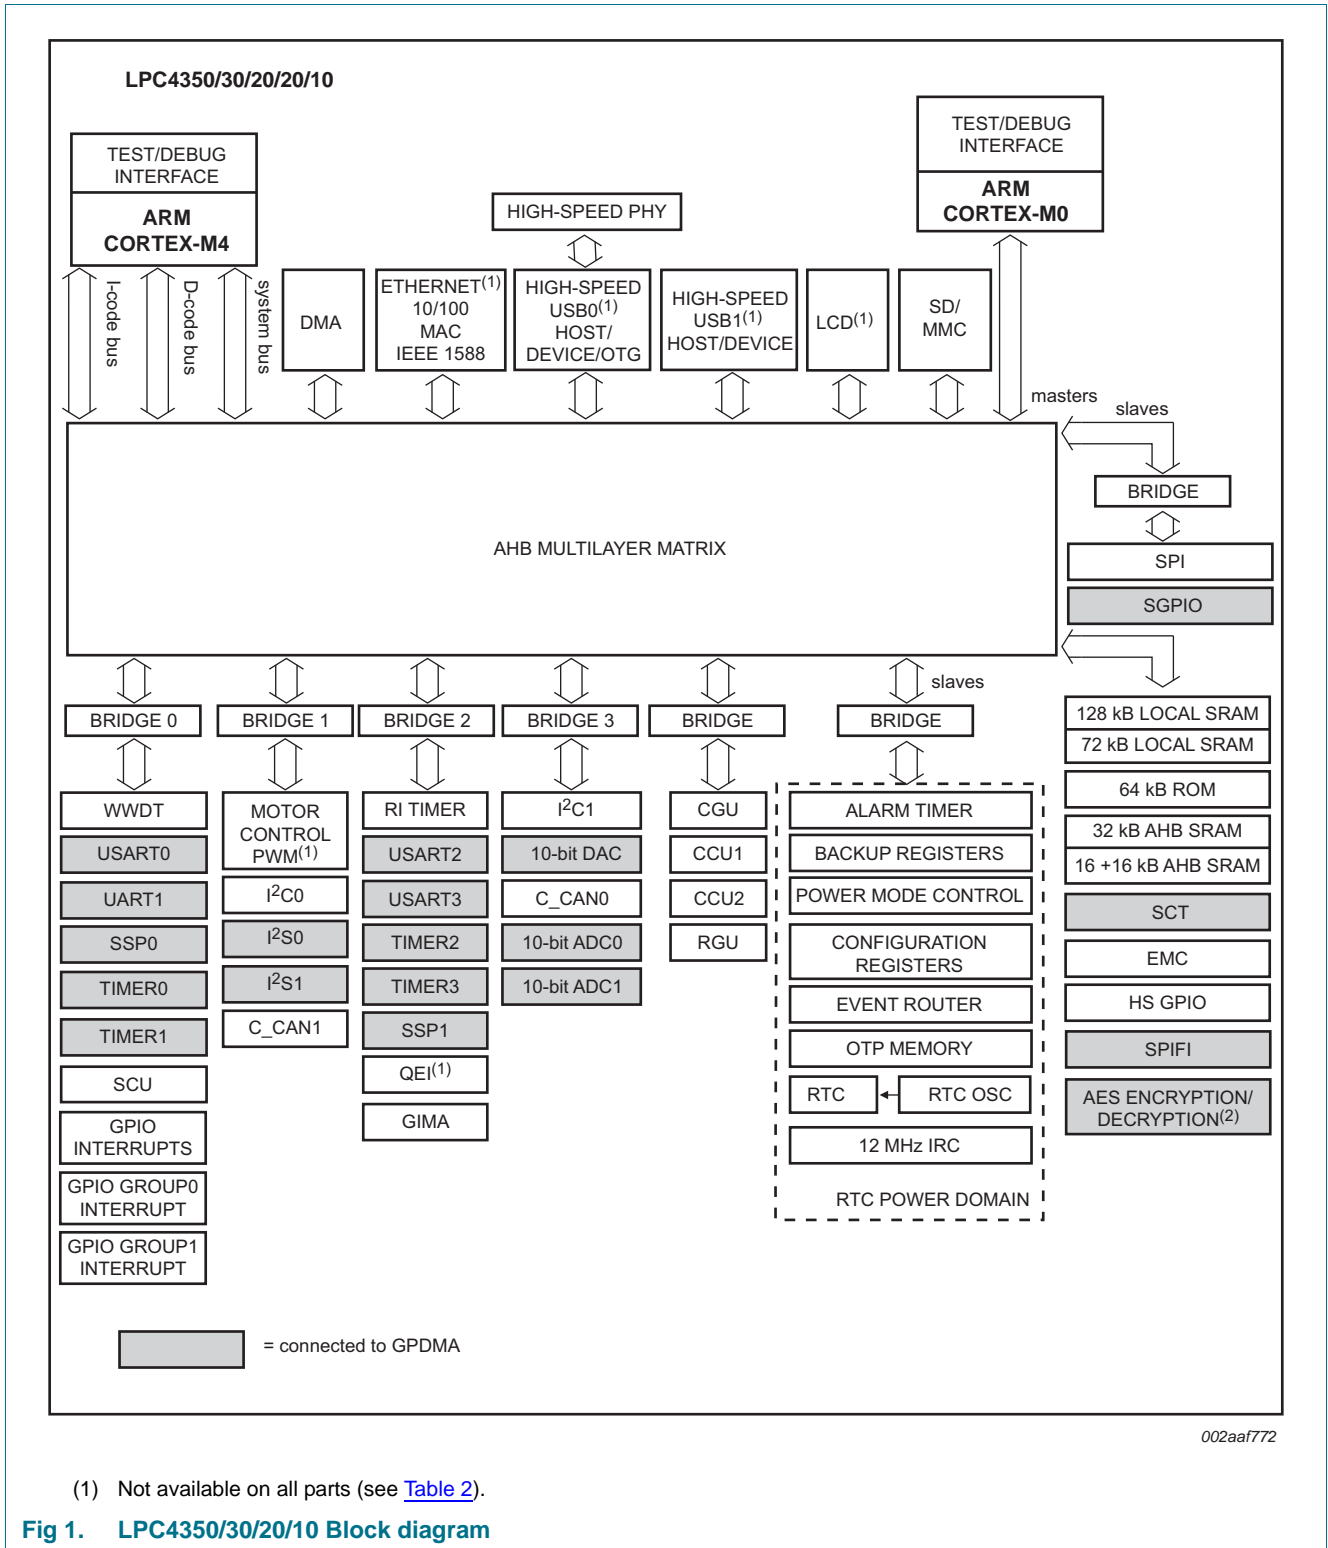 LPC4350/30/20/20/10
TEST/DEBUG
INTERFACE
ARM
CORTEX-M4
TEST/DEBUG
INTERFACE
ARM
CORTEX-M0
HIGH-SPEED PHY
I-code bus
D-code bus
system bus
DMA
ETHERNET(1)
10/100
MAC
IEEE 1588
HIGH-SPEED
USB0(1)
HOST/
DEVICE/OTG
HIGH-SPEED
USB1(1)
HOST/DEVICE
LCD(1)
SD/
MMC
masters
slaves
BRIDGE
SPI
SGPIO
AHB MULTILAYER MATRIX
slaves
BRIDGE 0
BRIDGE 1
BRIDGE 2
BRIDGE 3
BRIDGE
BRIDGE
WWDT
USART0
UART1
SSP0
TIMER0
TIMER1
SCU
GPIO
INTERRUPTS
GPIO GROUP0
INTERRUPT
GPIO GROUP1
INTERRUPT
MOTOR
CONTROL
PWM(1)
I2C0
I2S0
I2S1
C_CAN1
RI TIMER
USART2
USART3
TIMER2
TIMER3
SSP1
QEI(1)
GIMA
I2C1
10-bit DAC
C_CAN0
10-bit ADC0
10-bit ADC1
CGU
CCU1
CCU2
RGU
ALARM TIMER
BACKUP REGISTERS
POWER MODE CONTROL
CONFIGURATION
REGISTERS
EVENT ROUTER
OTP MEMORY
RTC
RTC OSC
12 MHz IRC
RTC POWER DOMAIN
128 kB LOCAL SRAM
72 kB LOCAL SRAM
64 kB ROM
32 kB AHB SRAM
16 +16 kB AHB SRAM
SCT
EMC
HS GPIO
SPIFI
AES ENCRYPTION/
DECRYPTION(2)
= connected to GPDMA
002aaf772
(1) Not available on all parts (see Table 2).
Fig 1. LPC4350/30/20/10 Block diagram